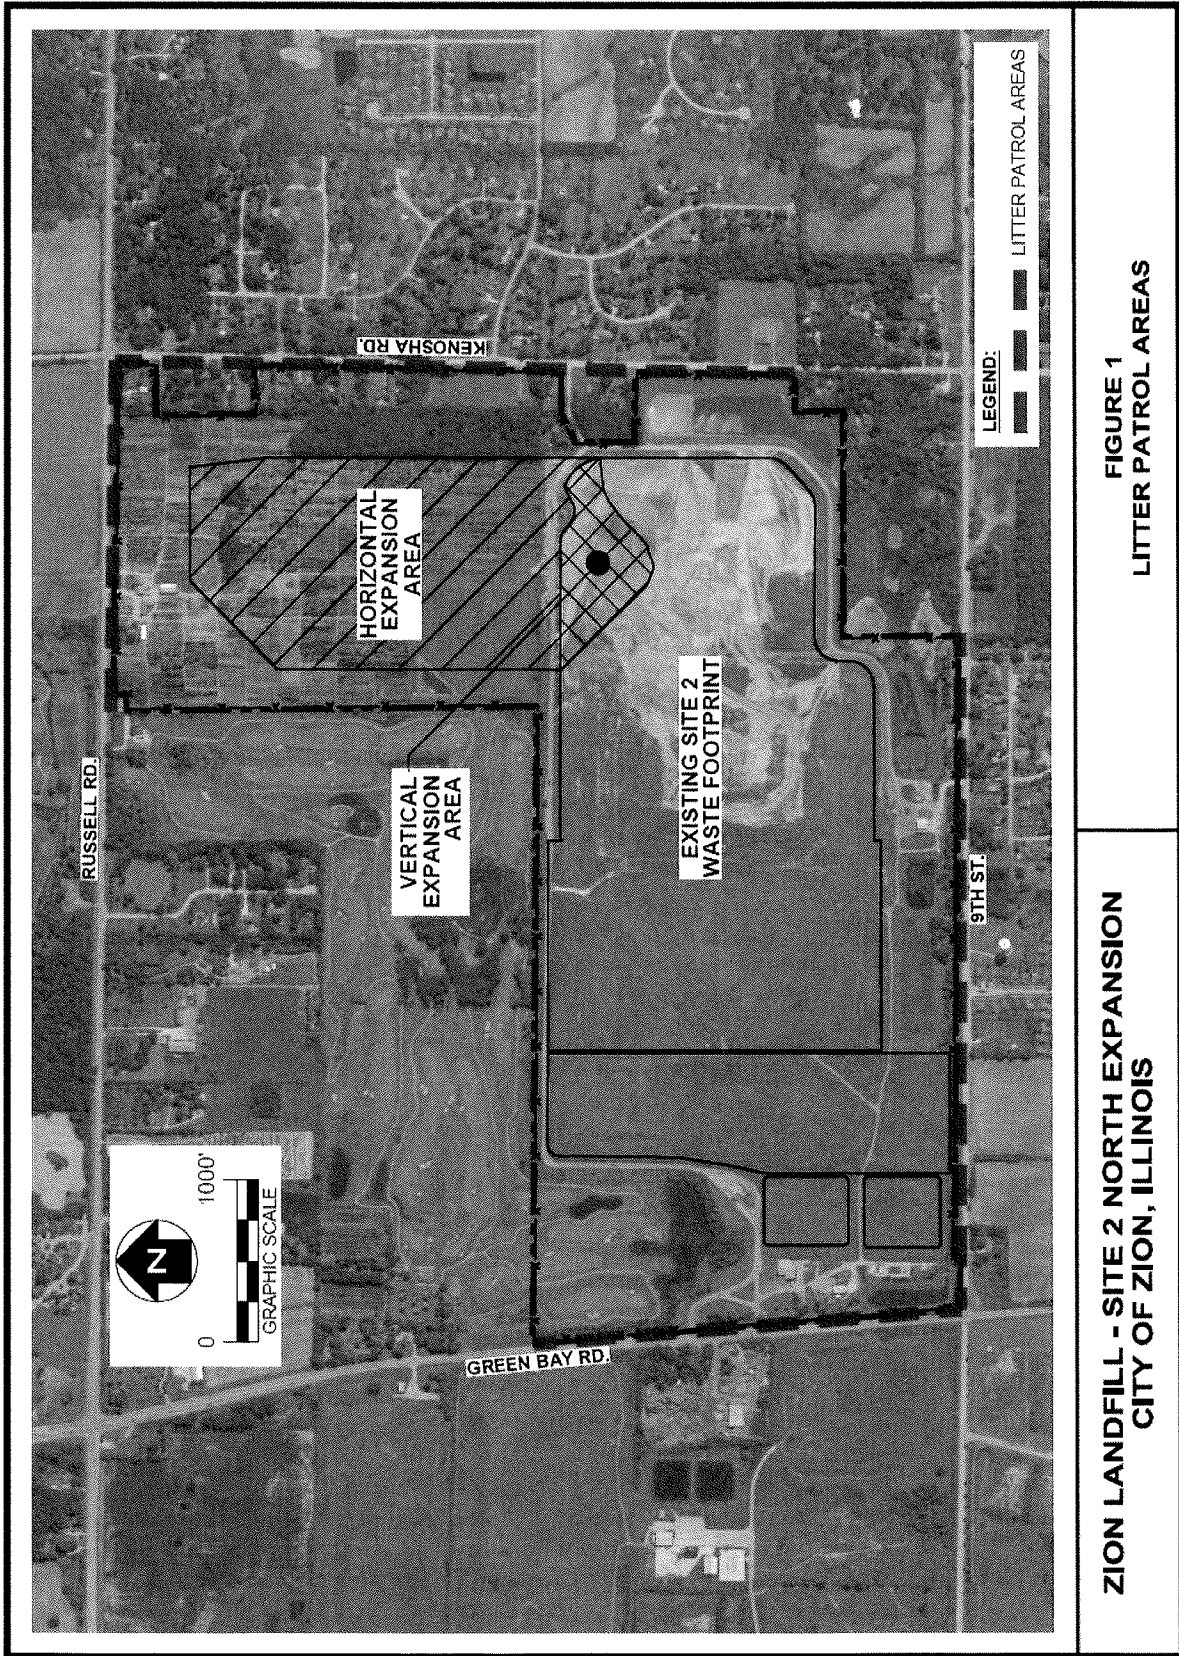 RUSSELL RD.
KENOSHA RD.
HORIZONTAL
EXPANSION
AREA
VERTICAL
EXPANSION
AREA
EXISTING SITE 2
WASTE FOOTPRINT
9TH ST.
GREEN BAY RD.
Z
0
1000'
GRAPHIC SCALE
LEGEND:
LITTER PATROL AREAS
ZION LANDFILL - SITE 2 NORTH EXPANSION
CITY OF ZION, ILLINOIS
FIGURE 1
LITTER PATROL AREAS